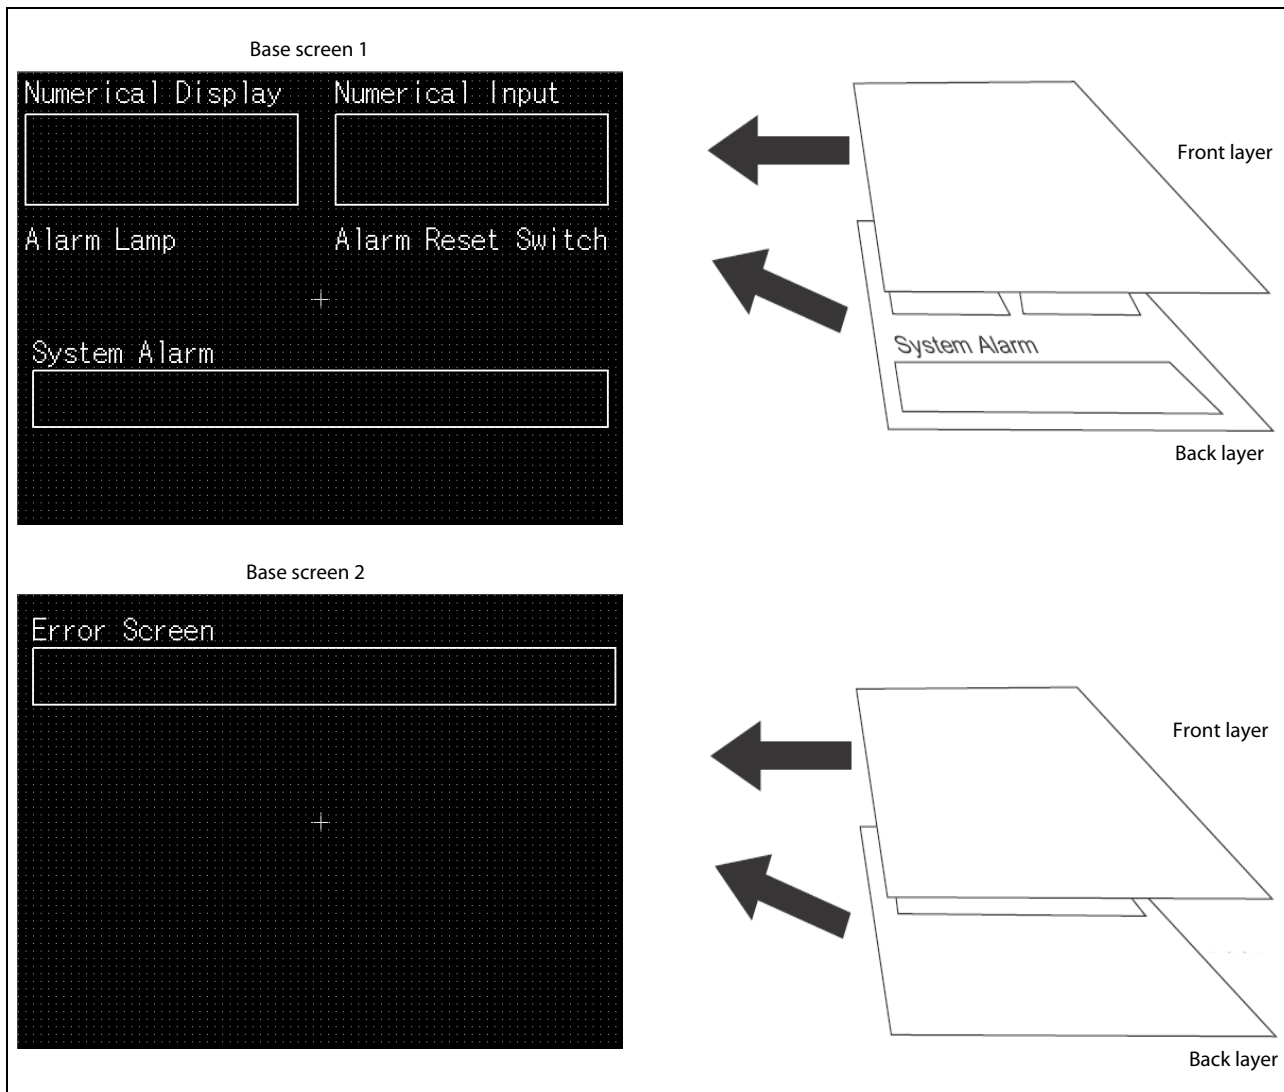 Base screen 1
Numerical Display
Numerical Input
Alarm Lamp
Alarm Reset Switch
System Alarm
Front layer
System Alarm
Back layer
Base screen 2
Error Screen
Front layer
Back layer